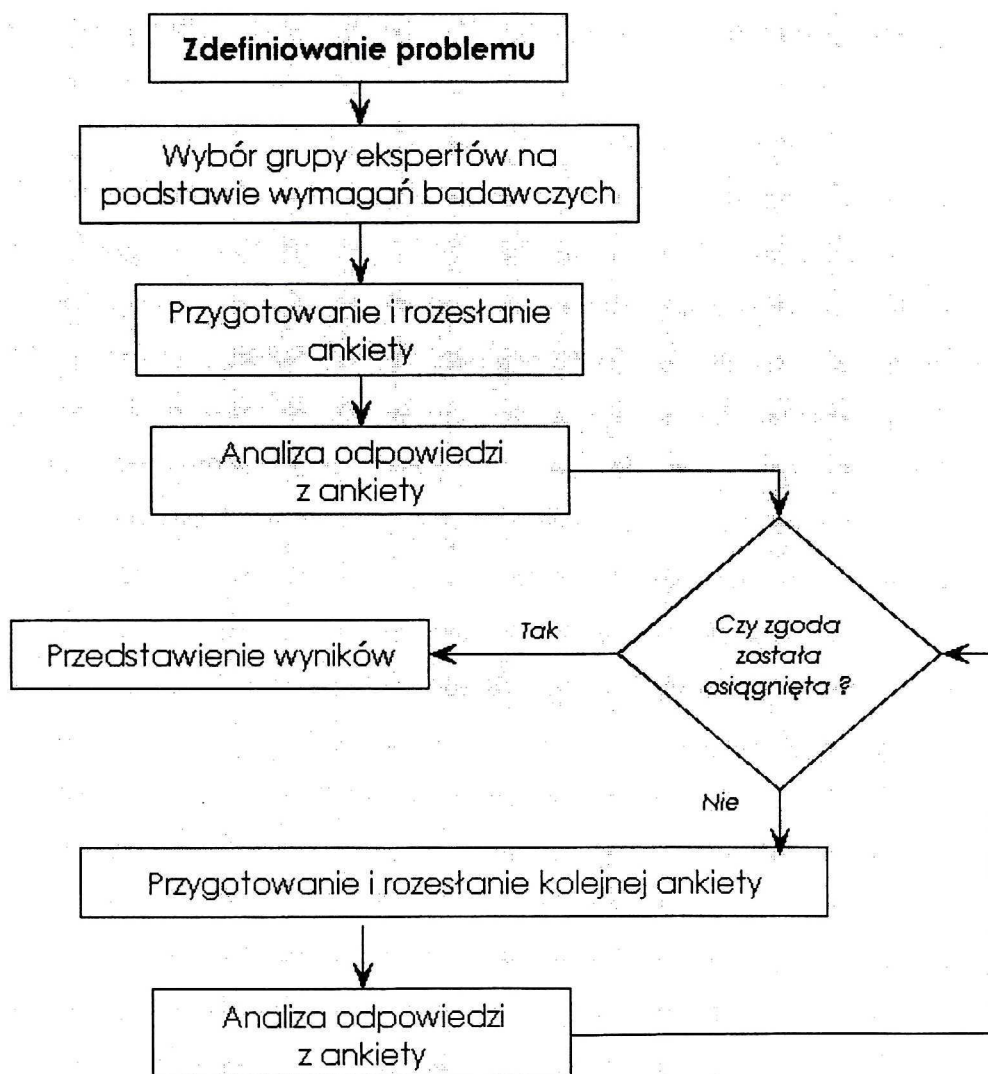 Zdefiniowanie problemu
Wybór grupy ekspertów na
podstawie wymagań badawczych
Przygotowanie i rozesłanie
ankiety
Analiza odpowiedzi
z ankiety
Czy zgoda
została
osiągnięta ?
Tak
Przedstawienie wyników
Nie
Przygotowanie i rozesłanie kolejnej ankiety
Analiza odpowiedzi
z ankiety